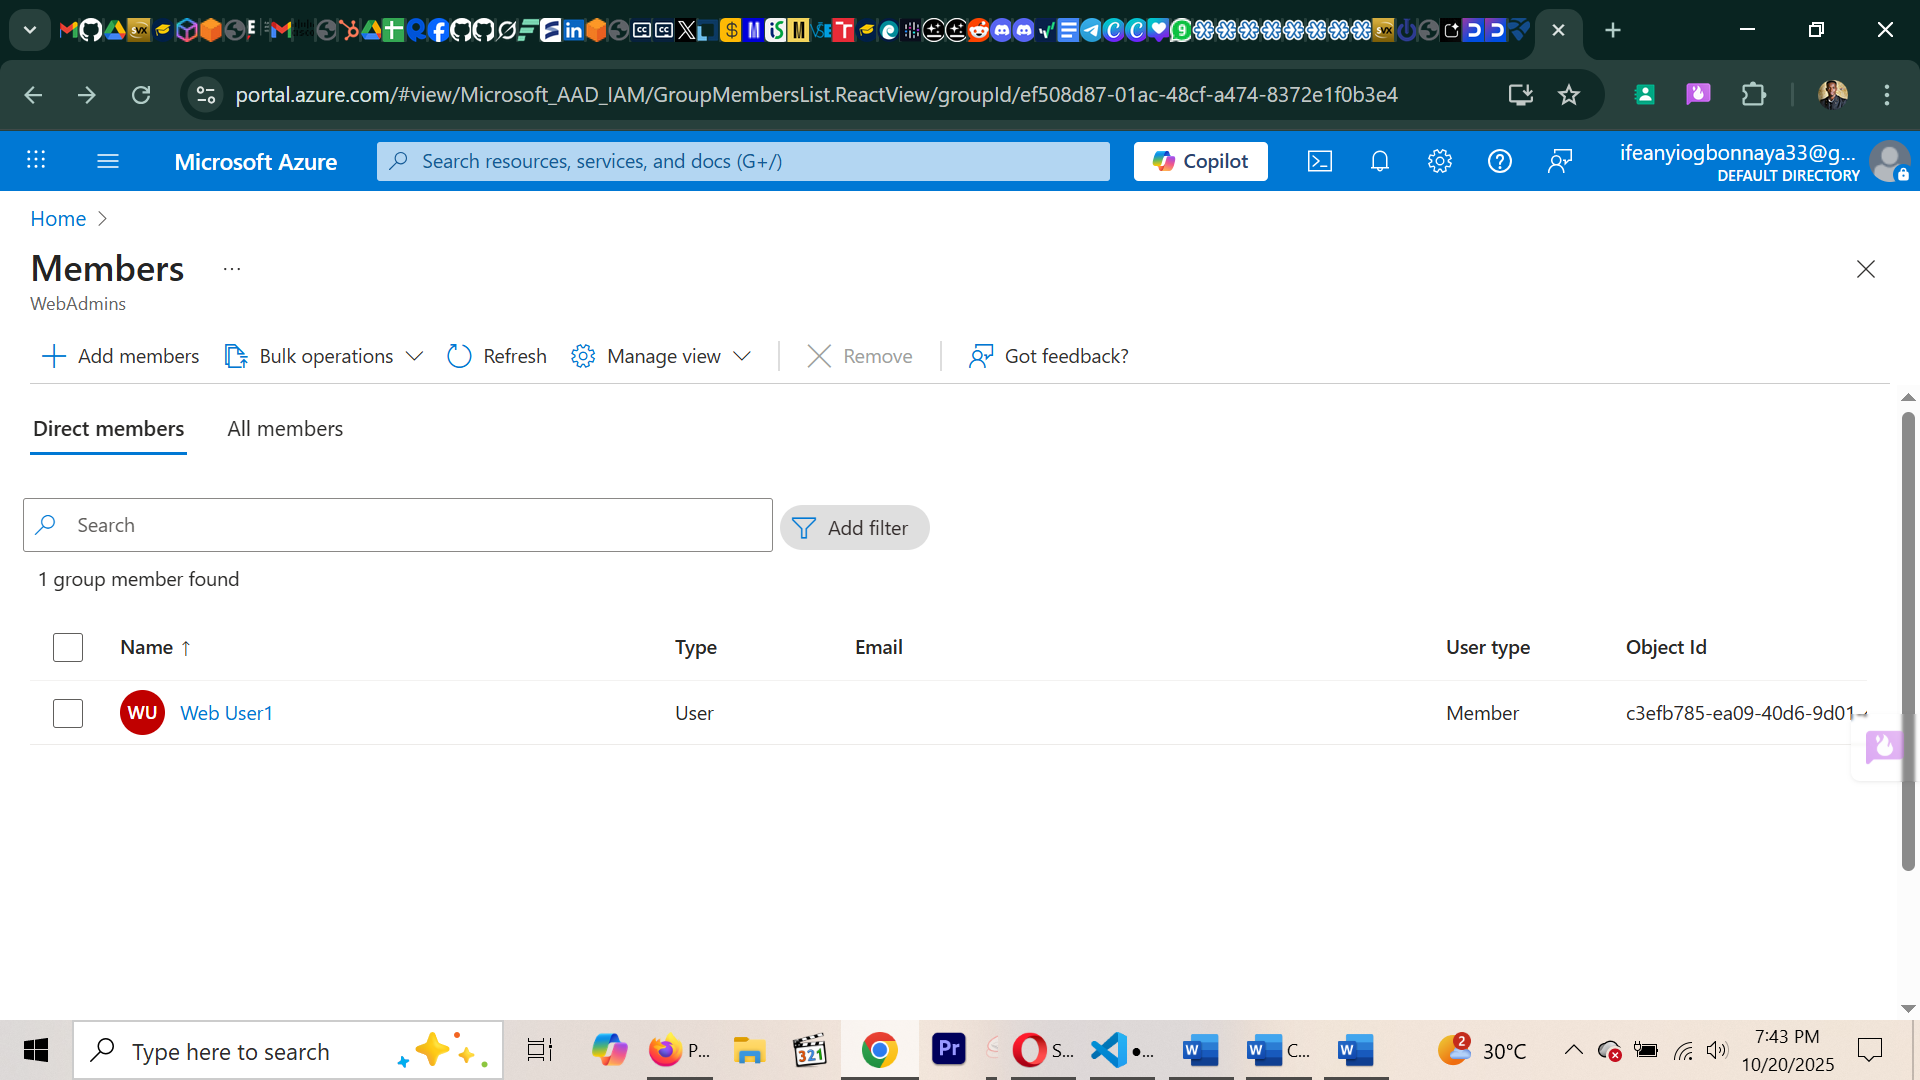 portal.azure.com/#view/Microsoft_AAD_IAM/GroupMembersList.ReactView/groupId/ef508d87-01ac-48cf-a474-8372e1f0b3e4
Microsoft Azure
Search resources, services, and docs (G+/)
Copilot
ifeanyiogbonnaya33@g...
DEFAULT DIRECTORY
Home
Members ...
WebAdmins
Add members
Bulk operations
Refresh
Manage view
Remove
Got feedback?
Direct members
All members
Search
Add filter
1 group member found
Name ↑
Type
Email
User type
Object Id
WU
Web User1
User
Member
c3efb785-ea09-40d6-9d01-
Type here to search
321
P...
Pr
S...
C...
2
30°C
7:43 PM
10/20/2025